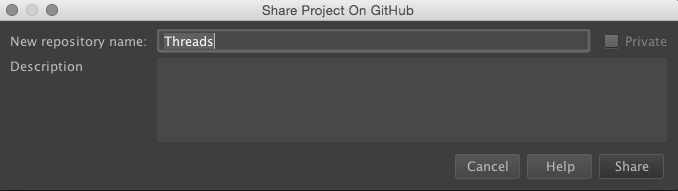 Share Project On GitHub
New repository name: Threads Private
Description
Cancel Help Share